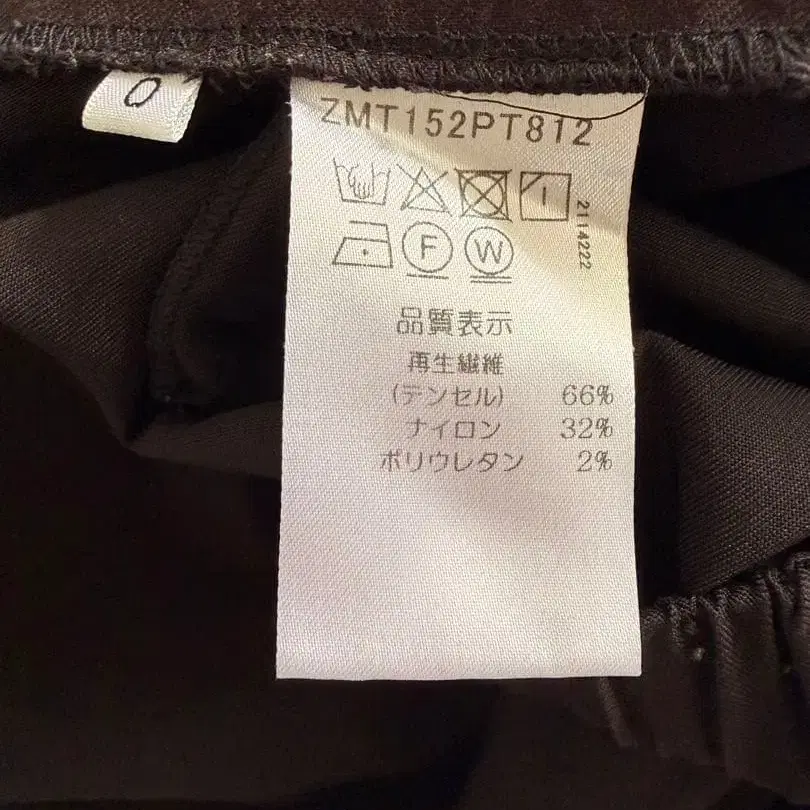 0
ZMT152PT812
2114222
F W
品質表示
再生繊維
(テンセル) 66%
ナイロン 32%
ポリウレタン 2%